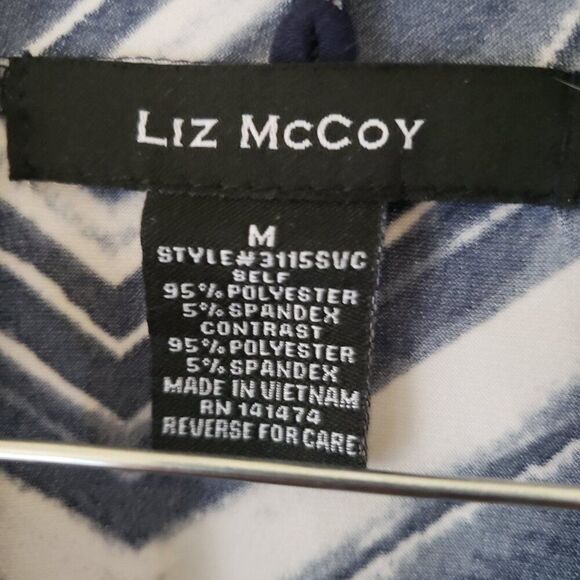 Liz McCoy
M
STYLE#3115SVC
SELF
95% POLYESTER
5% SPANDEX
CONTRAST
95% POLYESTER
5% SPANDEX
MADE IN VIETNAM
RN 141474
REVERSE FOR CARE